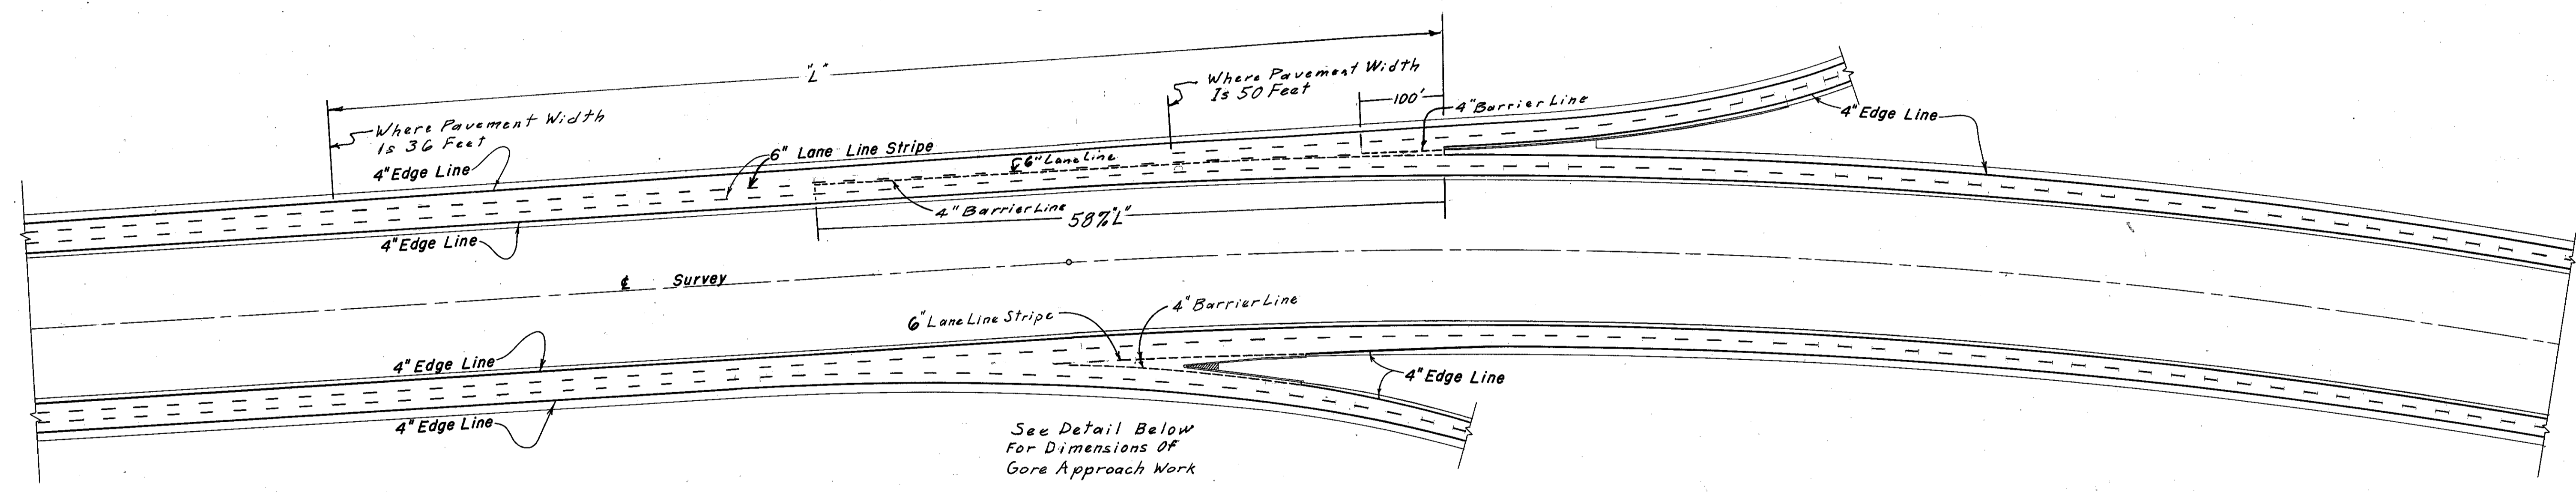 "L"
Where Pavement Width
Is 50 Feet
100'
4" Barrier Line
4" Edge Line
Where Pavement Width
Is 36 Feet
4" Edge Line
6" Lane Line Stripe
6" Lane Line
4" Barrier Line
58% "L"
4" Edge Line
℄ Survey
6" Lane Line Stripe
4" Barrier Line
4" Edge Line
4" Edge Line
4" Edge Line
See Detail Below
For Dimensions Of
Gore Approach Work